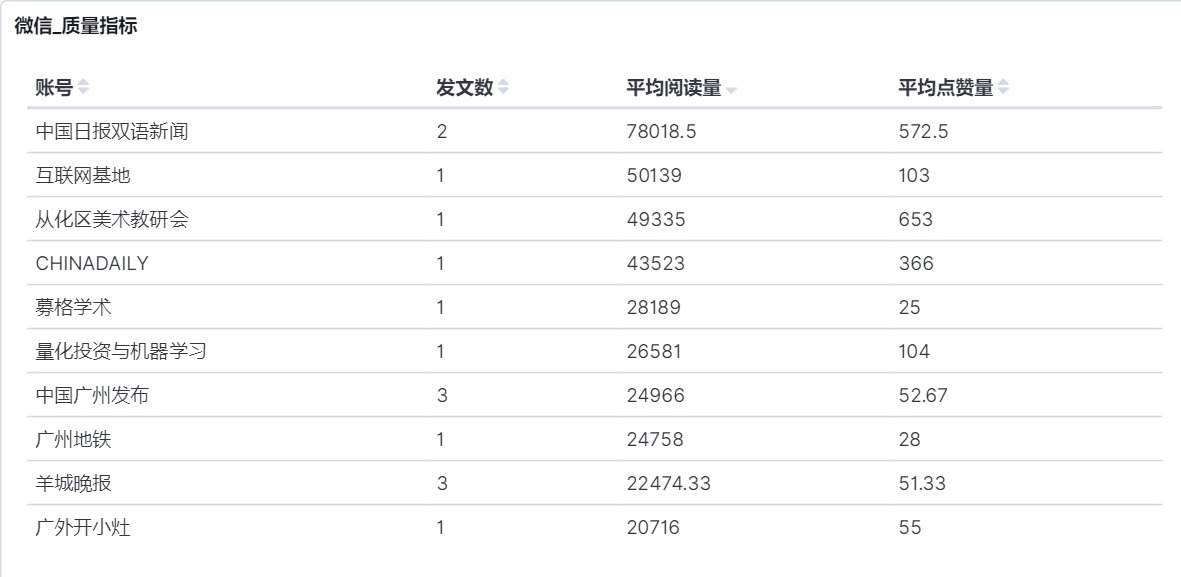 微信_质量指标
账号 发文数 平均阅读量 平均点赞量
中国日报双语新闻 2 78018.5 572.5
互联网基地 1 50139 103
从化区美术教研会 1 49335 653
CHINADAILY 1 43523 366
募格学术 1 28189 25
量化投资与机器学习 1 26581 104
中国广州发布 3 24966 52.67
广州地铁 1 24758 28
羊城晚报 3 22474.33 51.33
广外开小灶 1 20716 55